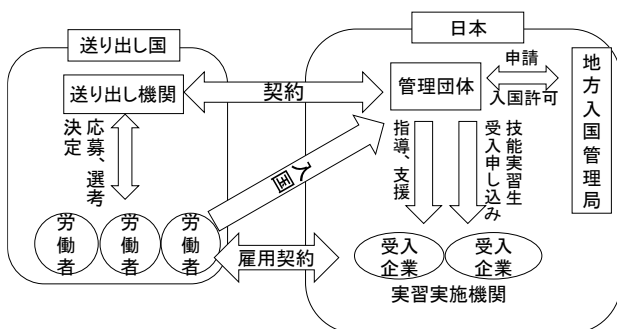 送り出し国
送り出し機関
応募、選考
決定
労働者
労働者
労働者
契約
入国
雇用契約
日本
管理団体
申請
入国許可
地方入国管理局
指導、支援
技能実習生
受入申し込み
受入
企業
受入
企業
実習実施機関